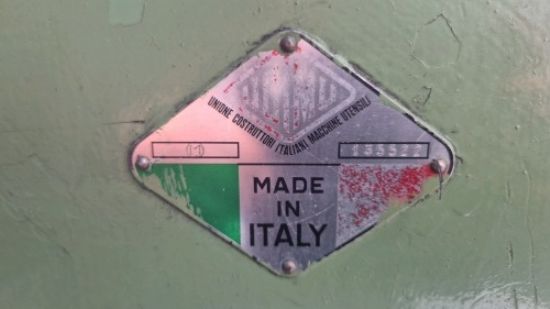 UNIONE COSTRUTTORI ITALIANI MACCHINE UTENSILI
MADE
IN
ITALY